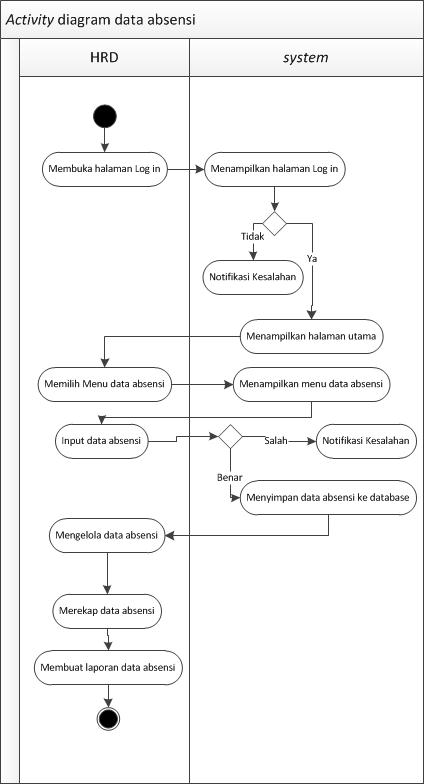 Activity diagram data absensi
HRD
system
Membuka halaman Log in
Menampilkan halaman Log in
Tidak
Ya
Notifikasi Kesalahan
Menampilkan halaman utama
Memilih Menu data absensi
Menampilkan menu data absensi
Input data absensi
Salah
Notifikasi Kesalahan
Benar
Menyimpan data absensi ke database
Mengelola data absensi
Merekap data absensi
Membuat laporan data absensi